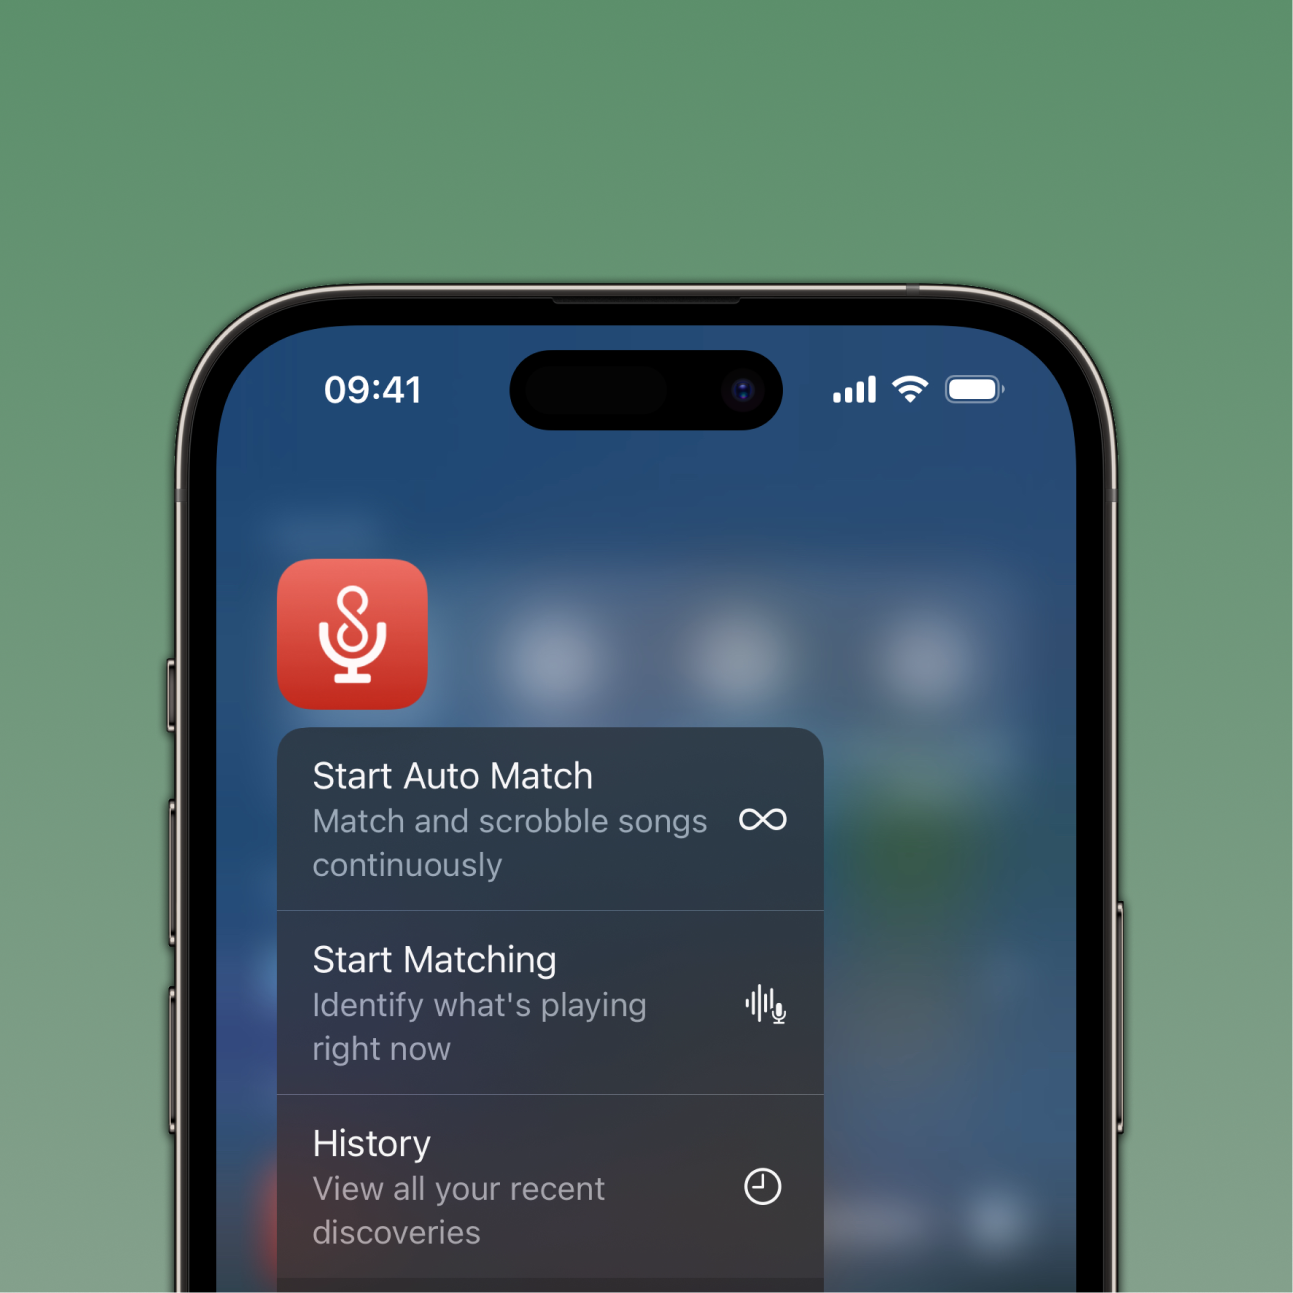 09:41
Start Auto Match
Match and scrobble songs
continuously
Start Matching
Identify what's playing
right now
History
View all your recent
discoveries